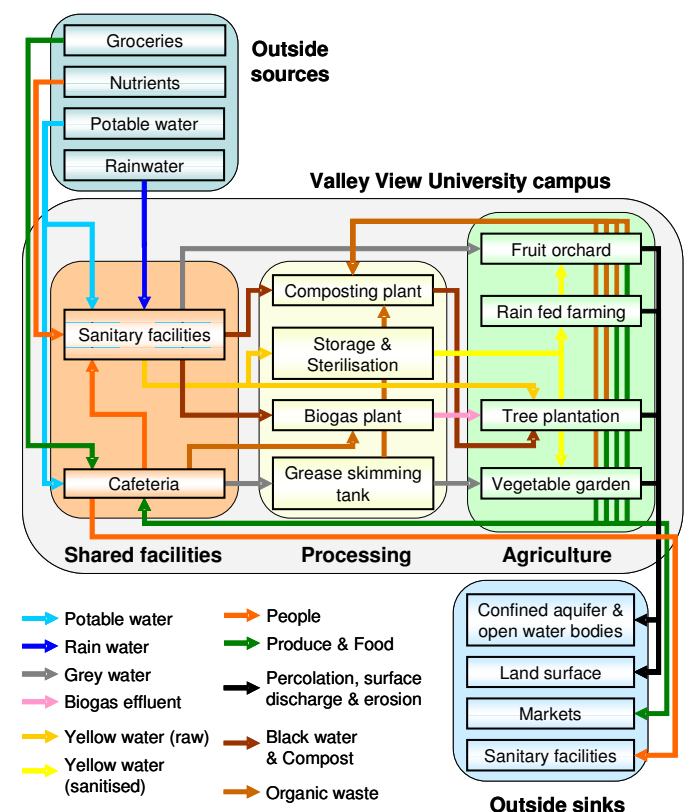 Groceries
Outside
sources
Nutrients
Potable water
Rainwater
Valley View University campus
Fruit orchard
Composting plant
Rain fed farming
Sanitary facilities
Storage &
Sterilisation
Biogas plant
Tree plantation
Cafeteria
Grease skimming
tank
Vegetable garden
Shared facilities
Processing
Agriculture
Confined aquifer &
open water bodies
Land surface
Markets
Sanitary facilities
Outside sinks
Potable water
Rain water
Grey water
Biogas effluent
Yellow water (raw)
Yellow water
(sanitised)
People
Produce & Food
Percolation, surface
discharge & erosion
Black water
& Compost
Organic waste